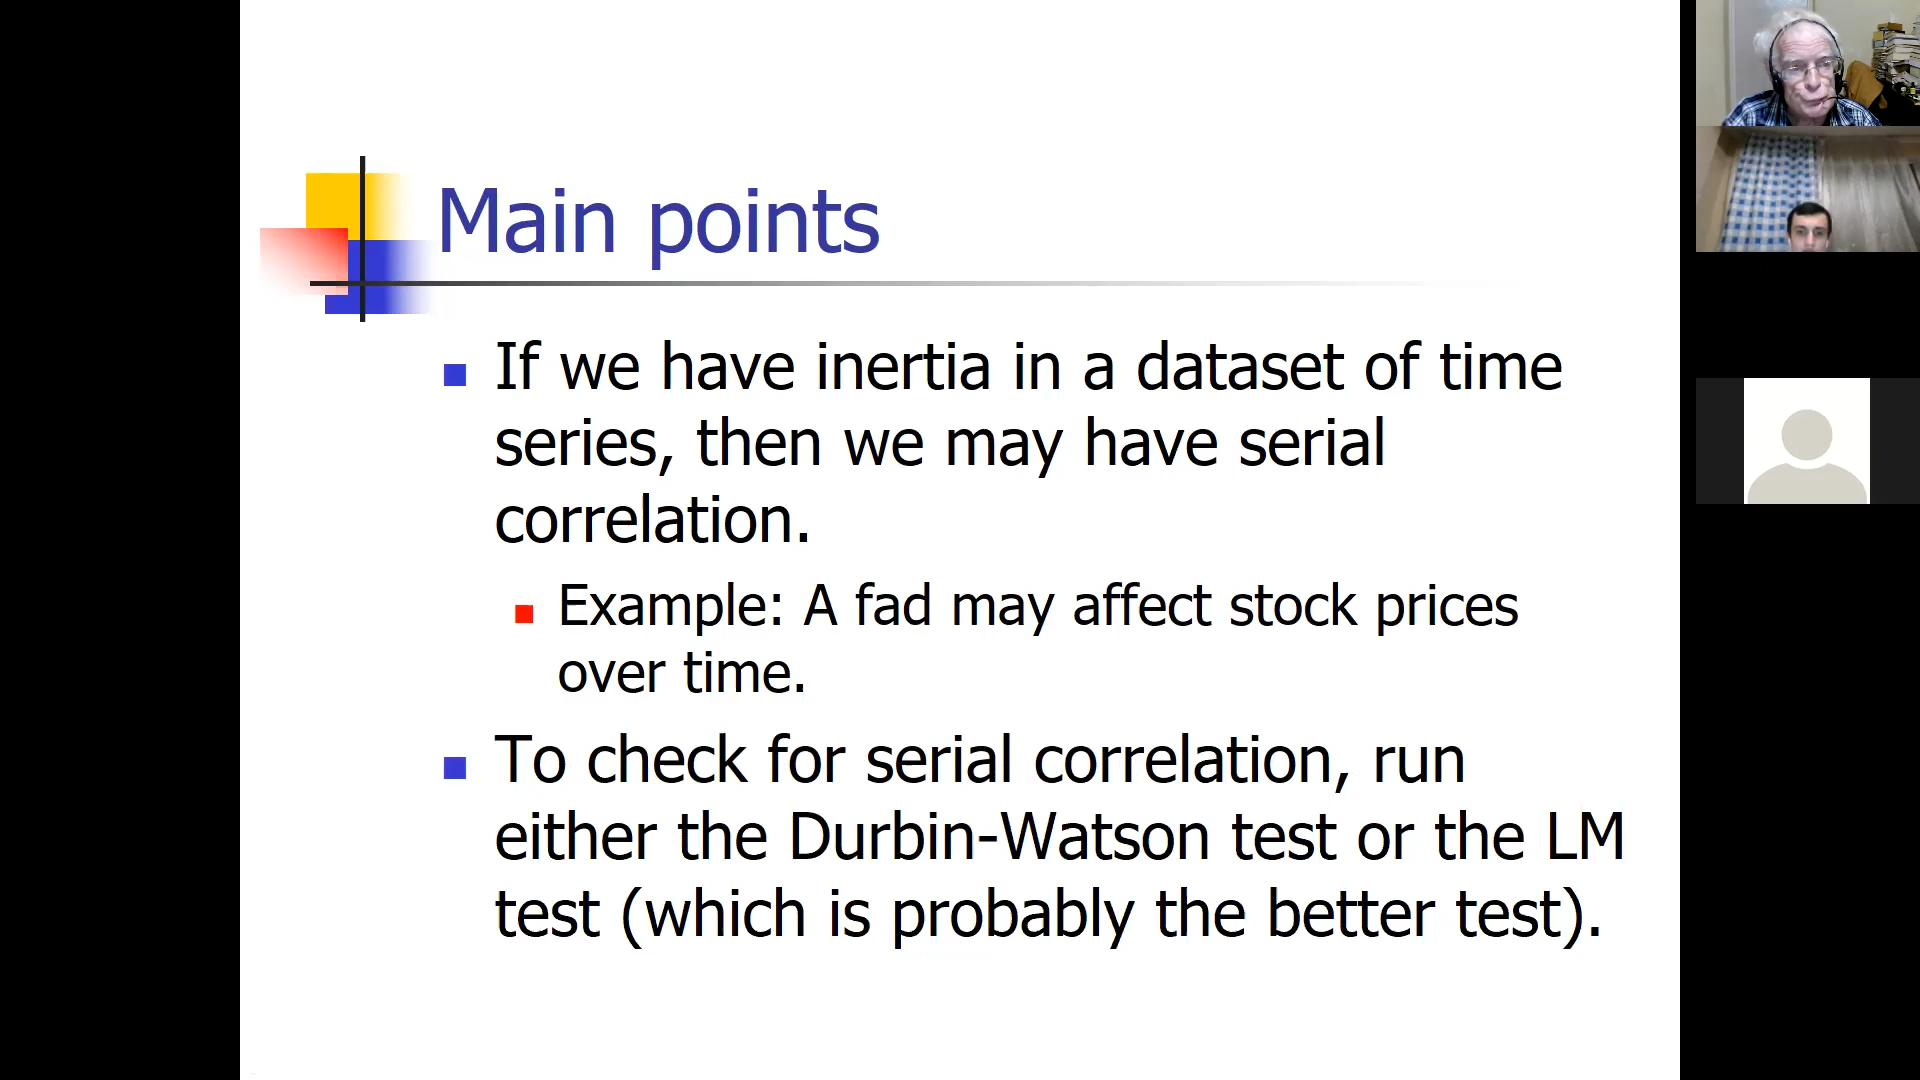 Main points
If we have inertia in a dataset of time
series, then we may have serial
correlation.
Example: A fad may affect stock prices
over time.
To check for serial correlation, run
either the Durbin-Watson test or the LM
test (which is probably the better test).